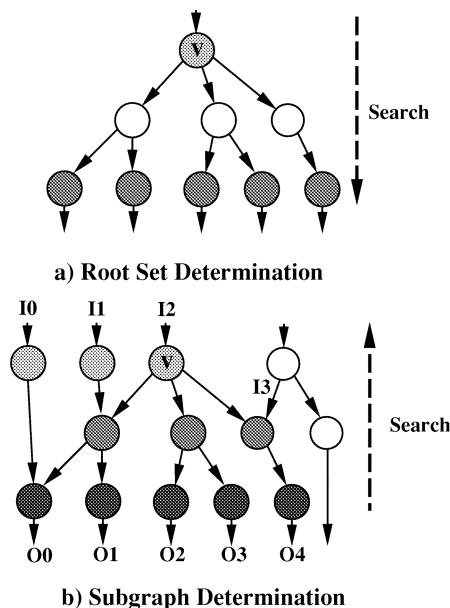 V
Search
a) Root Set Determination
I0 I1 I2
V
I3
Search
O0 O1 O2 O3 O4
b) Subgraph Determination